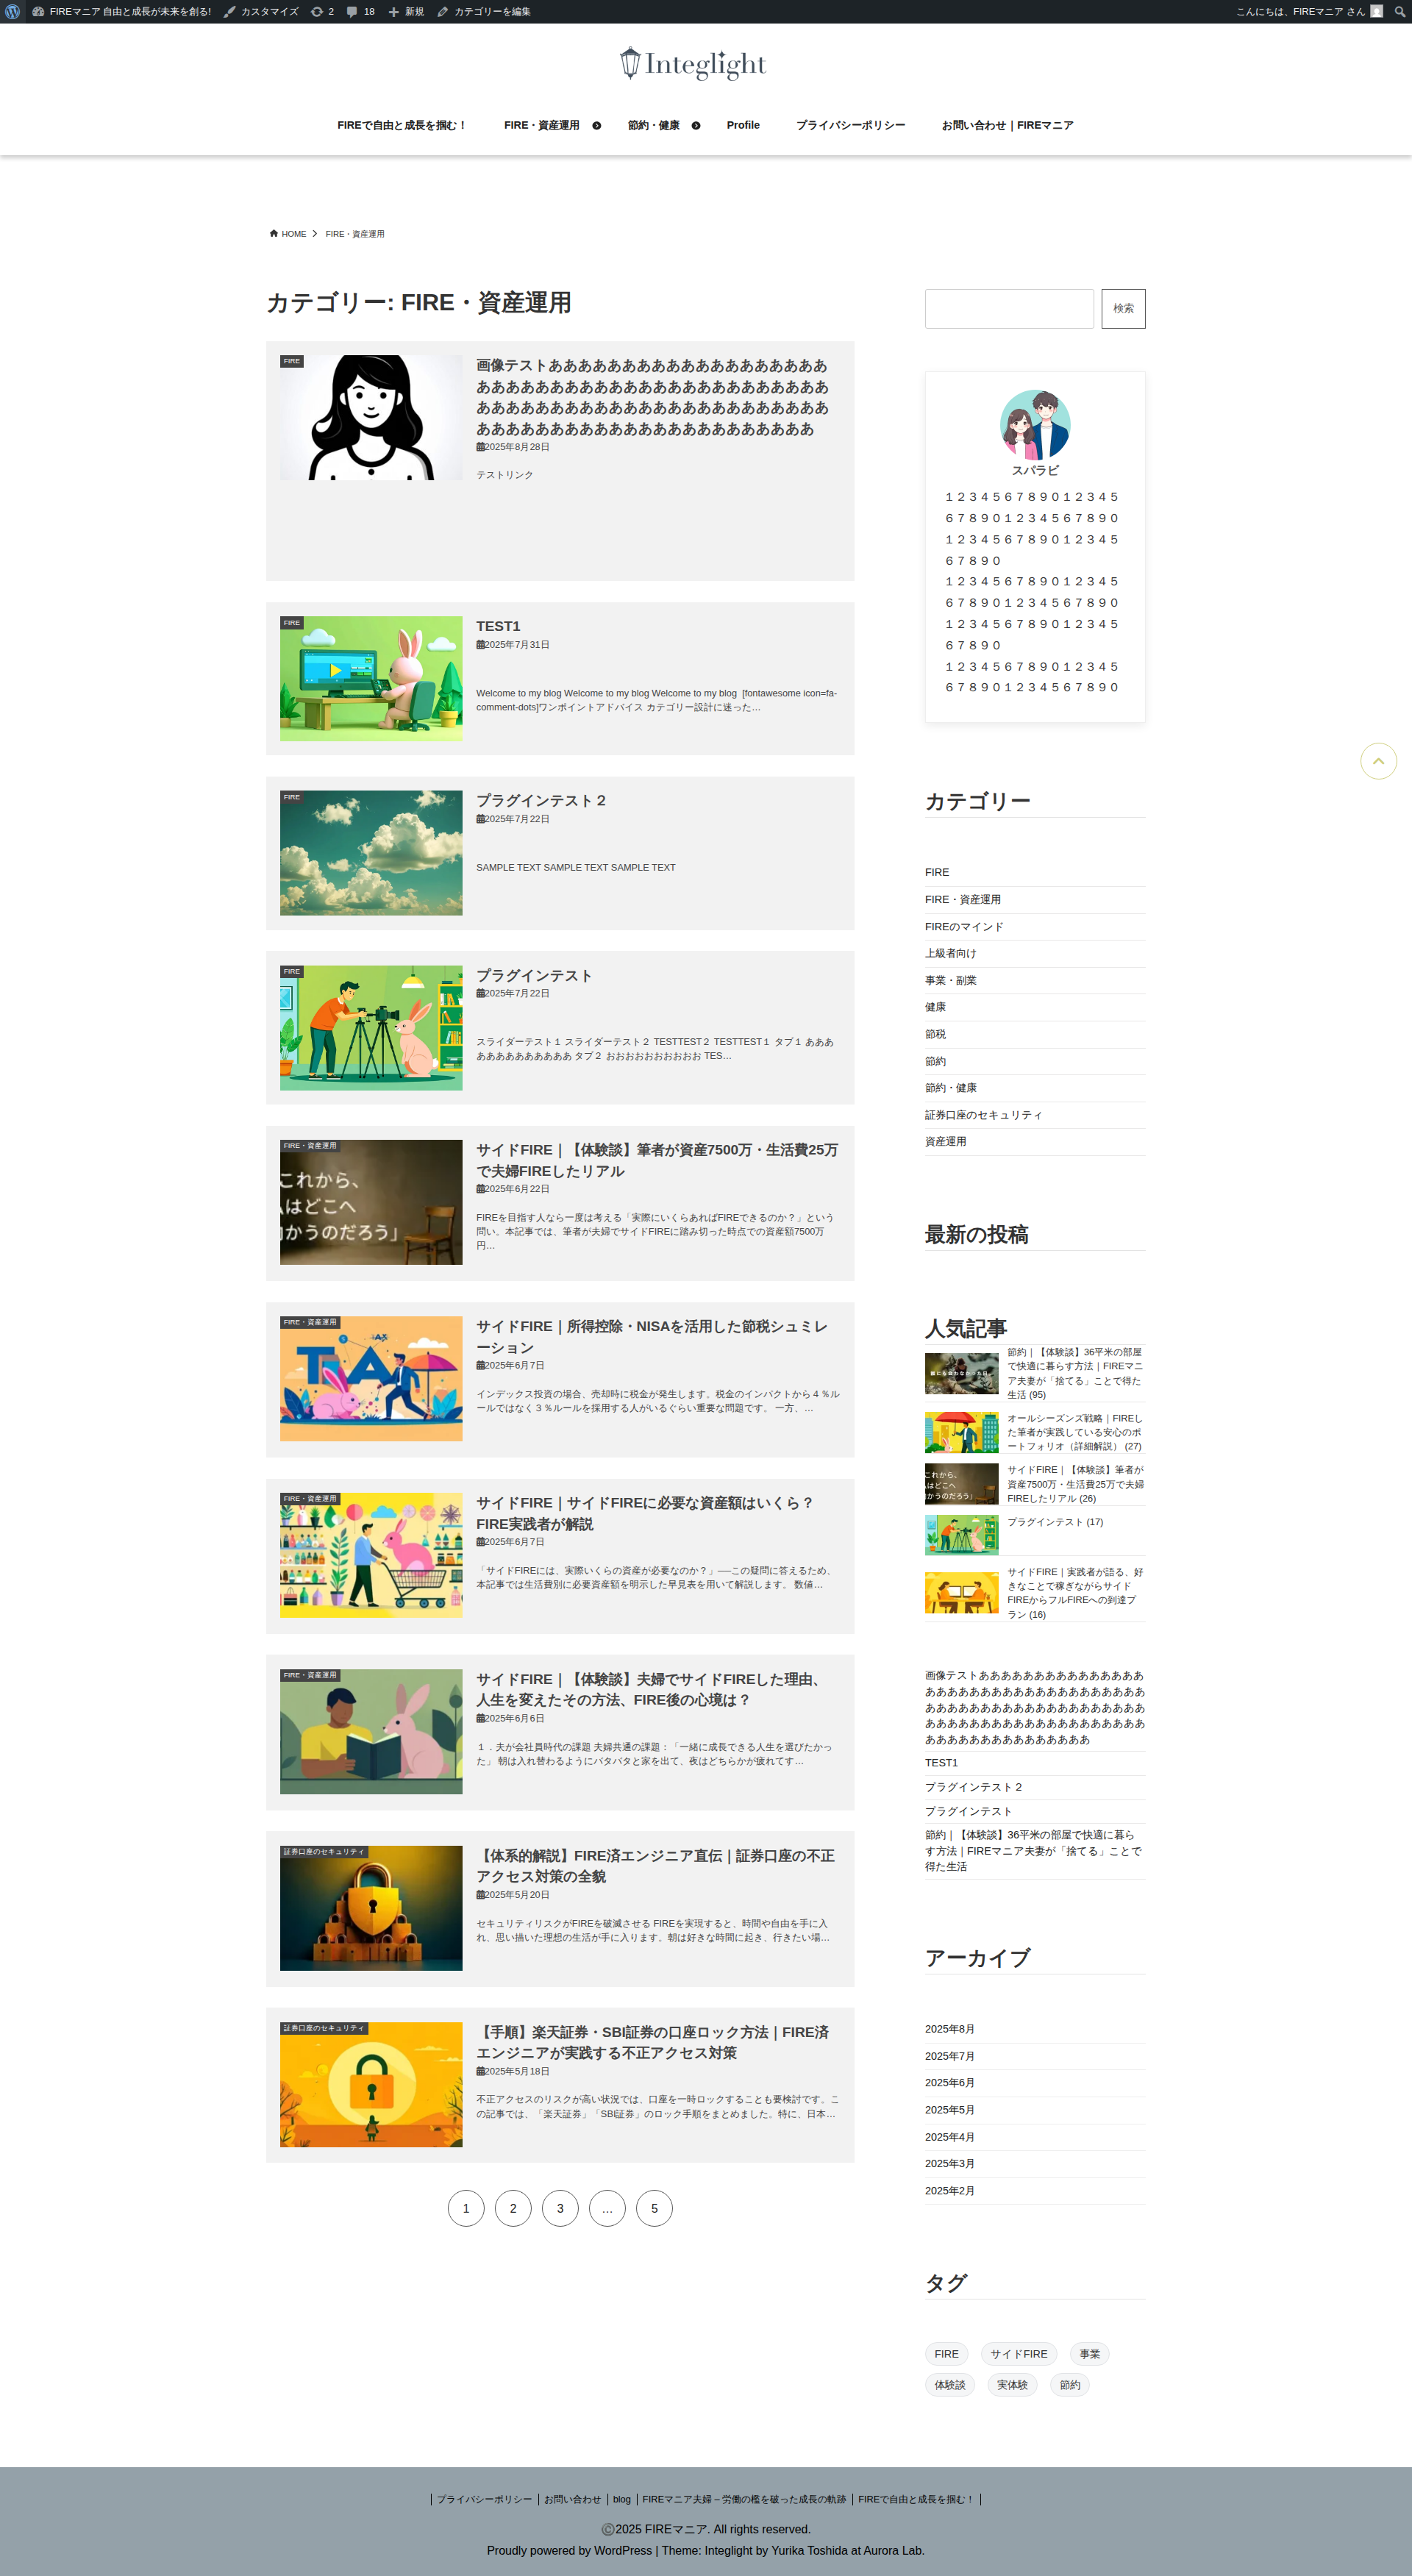 FIREマニア 自由と成長が未来を創る! カスタマイズ 2 18 新規 カテゴリーを編集 こんにちは、FIREマニア さん
Integlight
FIREで自由と成長を掴む！ FIRE・資産運用 節約・健康 Profile プライバシーポリシー お問い合わせ｜FIREマニア
HOME FIRE・資産運用
カテゴリー: FIRE・資産運用
FIRE
画像テストあああああああああああああああああああ
ああああああああああああああああああああああああ
ああああああああああああああああああああああああ
あああああああああああああああああああああああ
2025年8月28日
テストリンク
FIRE
TEST1
2025年7月31日
Welcome to my blog Welcome to my blog Welcome to my blog  [fontawesome icon=fa-
comment-dots]ワンポイントアドバイス カテゴリー設計に迷った…
FIRE
プラグインテスト２
2025年7月22日
SAMPLE TEXT SAMPLE TEXT SAMPLE TEXT
FIRE
プラグインテスト
2025年7月22日
スライダーテスト１ スライダーテスト２ TESTTEST２ TESTTEST１ タブ１ あああ
ああああああああああ タブ２ おおおおおおおおおお TES…
FIRE・資産運用
これから、
私はどこへ
向かうのだろう」
サイドFIRE｜【体験談】筆者が資産7500万・生活費25万
で夫婦FIREしたリアル
2025年6月22日
FIREを目指す人なら一度は考える「実際にいくらあればFIREできるのか？」という
問い。本記事では、筆者が夫婦でサイドFIREに踏み切った時点での資産額7500万
円…
FIRE・資産運用
サイドFIRE｜所得控除・NISAを活用した節税シュミレ
ーション
2025年6月7日
インデックス投資の場合、売却時に税金が発生します。税金のインパクトから４％ル
ールではなく３％ルールを採用する人がいるぐらい重要な問題です、 一方、…
FIRE・資産運用
サイドFIRE｜サイドFIREに必要な資産額はいくら？
FIRE実践者が解説
2025年6月7日
「サイドFIREには、実際いくらの資産が必要なのか？」──この疑問に答えるため、
本記事では生活費別に必要資産額を明示した早見表を用いて解説します。 数値…
FIRE・資産運用
サイドFIRE｜【体験談】夫婦でサイドFIREした理由、
人生を変えたその方法、FIRE後の心境は？
2025年6月6日
１．夫が会社員時代の課題 夫婦共通の課題：「一緒に成長できる人生を選びたかっ
た」 朝は入れ替わるようにバタバタと家を出て、夜はどちらかが疲れてす…
証券口座のセキュリティ
【体系的解説】FIRE済エンジニア直伝｜証券口座の不正
アクセス対策の全貌
2025年5月20日
セキュリティリスクがFIREを破滅させる FIREを実現すると、時間や自由を手に入
れ、思い描いた理想の生活が手に入ります。朝は好きな時間に起き、行きたい場…
証券口座のセキュリティ
【手順】楽天証券・SBI証券の口座ロック方法｜FIRE済
エンジニアが実践する不正アクセス対策
2025年5月18日
不正アクセスのリスクが高い状況では、口座を一時ロックすることも要検討です。こ
の記事では、「楽天証券」「SBI証券」のロック手順をまとめました。特に、日本…
1 2 3 … 5
検索
スパラビ
１２３４５６７８９０１２３４５
６７８９０１２３４５６７８９０
１２３４５６７８９０１２３４５
６７８９０
１２３４５６７８９０１２３４５
６７８９０１２３４５６７８９０
１２３４５６７８９０１２３４５
６７８９０
１２３４５６７８９０１２３４５
６７８９０１２３４５６７８９０
カテゴリー
FIRE
FIRE・資産運用
FIREのマインド
上級者向け
事業・副業
健康
節税
節約
節約・健康
証券口座のセキュリティ
資産運用
最新の投稿
人気記事
節約｜【体験談】36平米の部屋
で快適に暮らす方法｜FIREマニ
ア夫妻が「捨てる」ことで得た
生活 (95)
オールシーズンズ戦略｜FIREし
た筆者が実践している安心のポ
ートフォリオ（詳細解説） (27)
サイドFIRE｜【体験談】筆者が
資産7500万・生活費25万で夫婦
FIREしたリアル (26)
プラグインテスト (17)
サイドFIRE｜実践者が語る、好
きなことで稼ぎながらサイド
FIREからフルFIREへの到達プ
ラン (16)
画像テストあああああああああああああああ
ああああああああああああああああああああ
ああああああああああああああああああああ
ああああああああああああああああああああ
あああああああああああああああ
TEST1
プラグインテスト２
プラグインテスト
節約｜【体験談】36平米の部屋で快適に暮ら
す方法｜FIREマニア夫妻が「捨てる」ことで
得た生活
アーカイブ
2025年8月
2025年7月
2025年6月
2025年5月
2025年4月
2025年3月
2025年2月
タグ
FIRE サイドFIRE 事業
体験談 実体験 節約
プライバシーポリシー お問い合わせ blog FIREマニア夫婦 – 労働の檻を破った成長の軌跡 FIREで自由と成長を掴む！
©2025 FIREマニア. All rights reserved.
Proudly powered by WordPress | Theme: Integlight by Yurika Toshida at Aurora Lab.